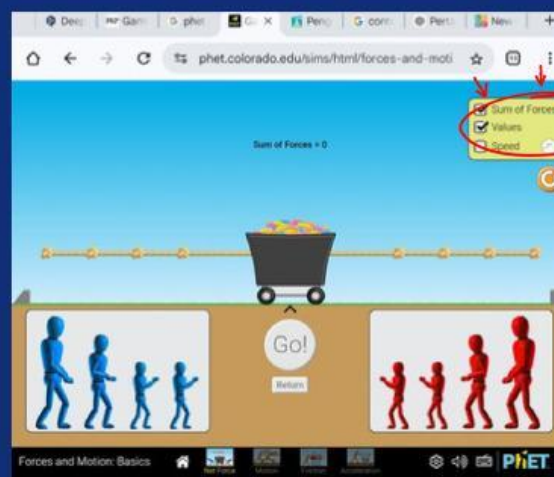 Deep
Gam
phet
G
Peng
com
Pert
New
phet.colorado.edu/sims/html/forces-and-moti
Sum of Forces
Values
Speed
Sum of Forces = 0
Go!
Return
Forces and Motion: Basics
Net Force
Motion
Friction
Acceleration
PhET